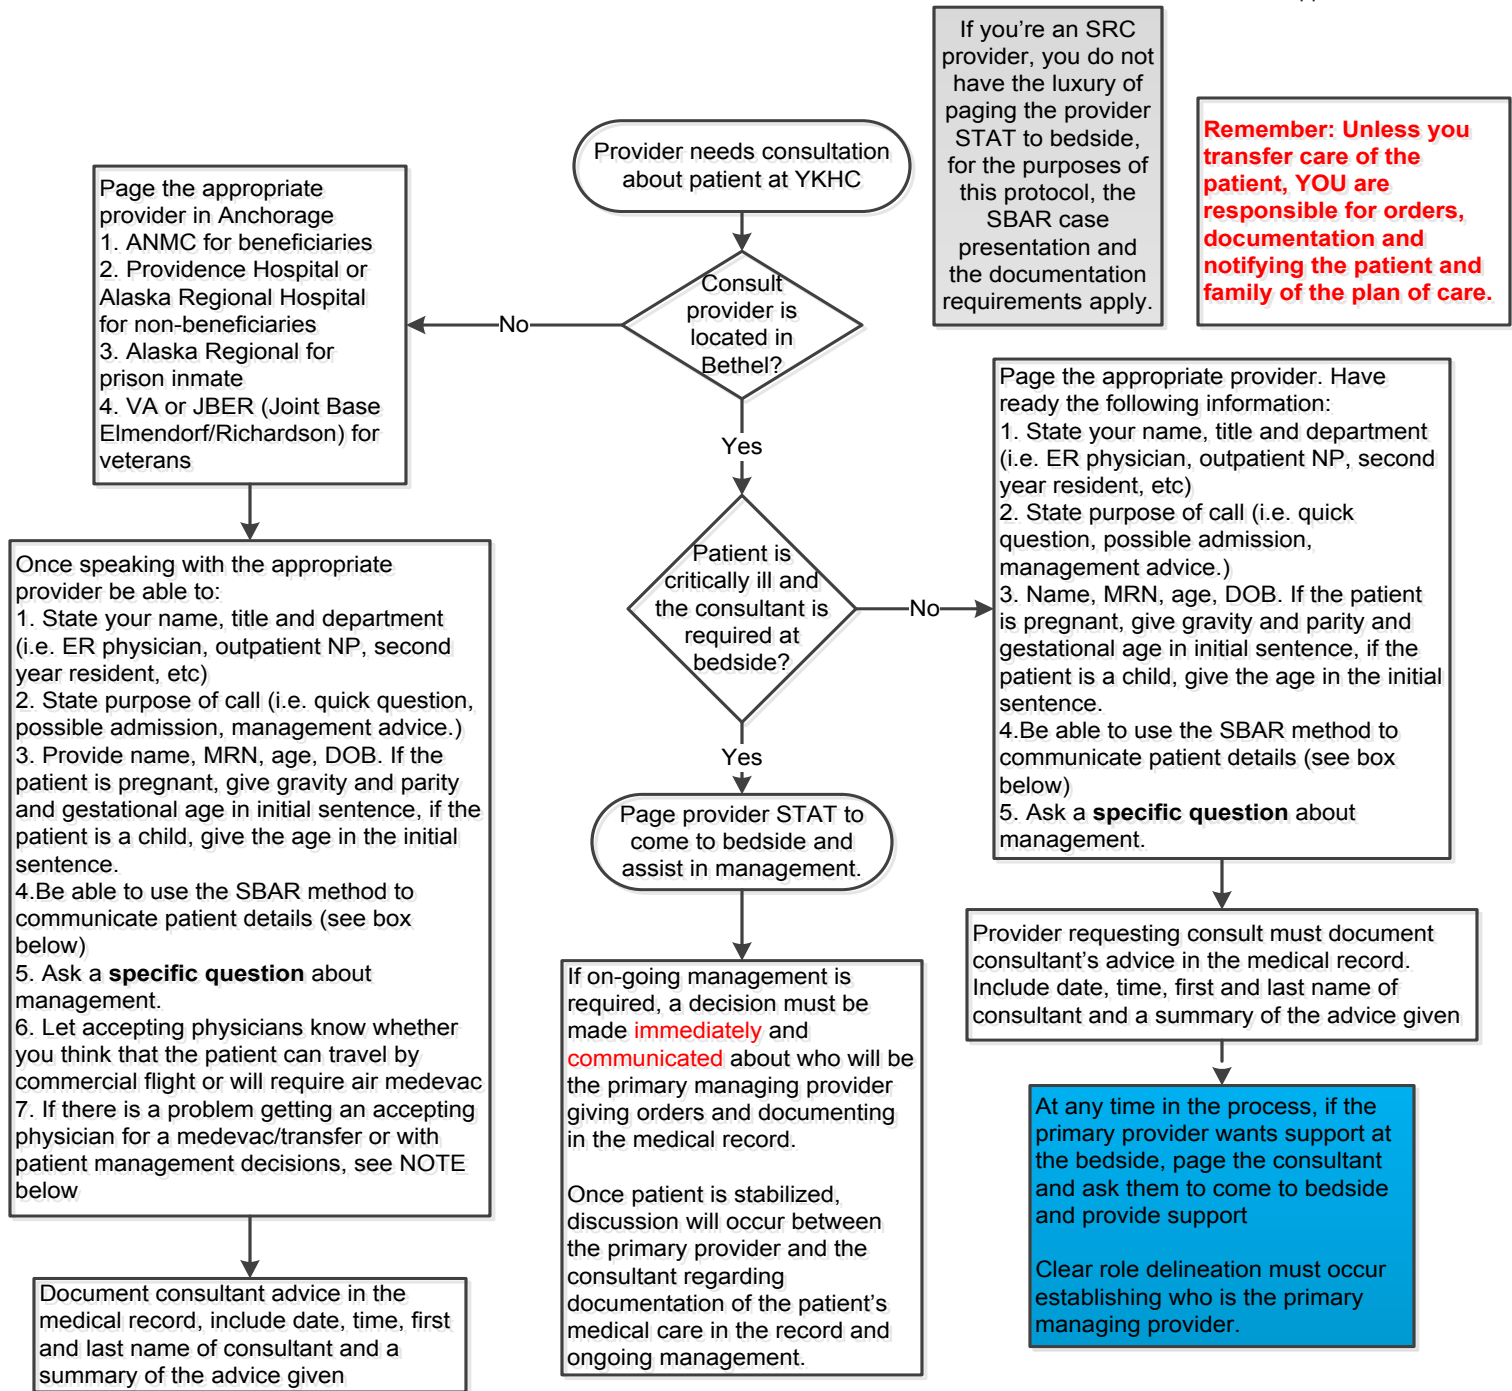 If you're an SRC
provider, you do not
have the luxury of
paging the provider
STAT to bedside,
for the purposes of
this protocol, the
SBAR case
presentation and
the documentation
requirements apply.
Remember: Unless you
transfer care of the
patient, YOU are
responsible for orders,
documentation and
notifying the patient and
family of the plan of care.
Provider needs consultation
about patient at YKHC
Consult
provider is
located in
Bethel?
No
Page the appropriate
provider in Anchorage
1. ANMC for beneficiaries
2. Providence Hospital or
Alaska Regional Hospital
for non-beneficiaries
3. Alaska Regional for
prison inmate
4. VA or JBER (Joint Base
Elmendorf/Richardson) for
veterans
Once speaking with the appropriate
provider be able to:
1. State your name, title and department
(i.e. ER physician, outpatient NP, second
year resident, etc)
2. State purpose of call (i.e. quick question,
possible admission, management advice.)
3. Provide name, MRN, age, DOB. If the
patient is pregnant, give gravity and parity
and gestational age in initial sentence, if the
patient is a child, give the age in the initial
sentence.
4.Be able to use the SBAR method to
communicate patient details (see box
below)
5. Ask a specific question about
management.
6. Let accepting physicians know whether
you think that the patient can travel by
commercial flight or will require air medevac
7. If there is a problem getting an accepting
physician for a medevac/transfer or with
patient management decisions, see NOTE
below
Document consultant advice in the
medical record, include date, time, first
and last name of consultant and a
summary of the advice given
Yes
Patient is
critically ill and
the consultant is
required at
bedside?
Yes
Page provider STAT to
come to bedside and
assist in management.
If on-going management is
required, a decision must be
made immediately and
communicated about who will be
the primary managing provider
giving orders and documenting
in the medical record.
Once patient is stabilized,
discussion will occur between
the primary provider and the
consultant regarding
documentation of the patient's
medical care in the record and
ongoing management.
No
Page the appropriate provider. Have
ready the following information:
1. State your name, title and department
(i.e. ER physician, outpatient NP, second
year resident, etc)
2. State purpose of call (i.e. quick
question, possible admission,
management advice.)
3. Name, MRN, age, DOB. If the patient
is pregnant, give gravity and parity and
gestational age in initial sentence, if the
patient is a child, give the age in the initial
sentence.
4.Be able to use the SBAR method to
communicate patient details (see box
below)
5. Ask a specific question about
management.
Provider requesting consult must document
consultant's advice in the medical record.
Include date, time, first and last name of
consultant and a summary of the advice given
At any time in the process, if the
primary provider wants support at
the bedside, page the consultant
and ask them to come to bedside
and provide support
Clear role delineation must occur
establishing who is the primary
managing provider.